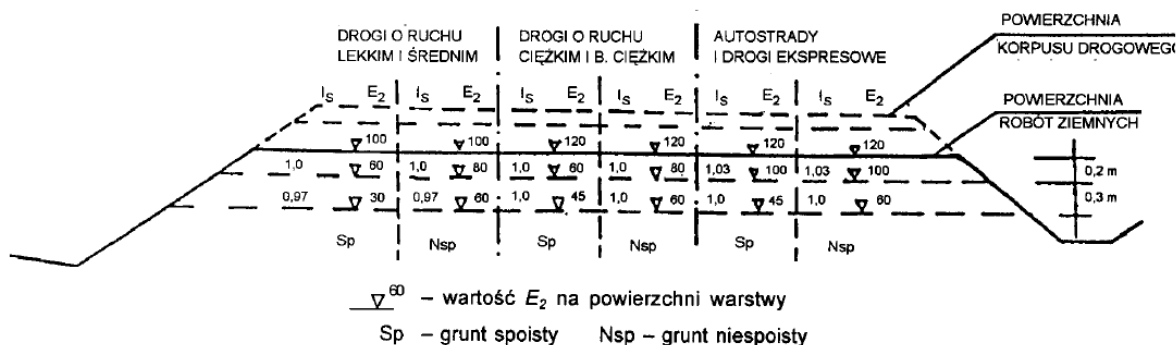 DROGI O RUCHU
LEKKIM I ŚREDNIM
DROGI O RUCHU
CIĘŻKIM I B. CIĘŻKIM
AUTOSTRADY
I DROGI EKSPRESOWE
POWIERZCHNIA
KORPUSU DROGOWEGO
POWIERZCHNIA
ROBÓT ZIEMNYCH
IS E2 IS E2 IS E2 IS E2 IS E2 IS E2
100 100 120 120 120 120
1,0 60 1,0 80 1,0 60 1,0 80 1,03 100 1,03 100
0,2 m
0,97 30 0,97 60 1,0 45 1,0 60 1,0 45 1,0 60
0,3 m
Sp Nsp Sp Nsp Sp Nsp
60 – wartość E2 na powierzchni warstwy
Sp – grunt spoisty Nsp – grunt niespoisty